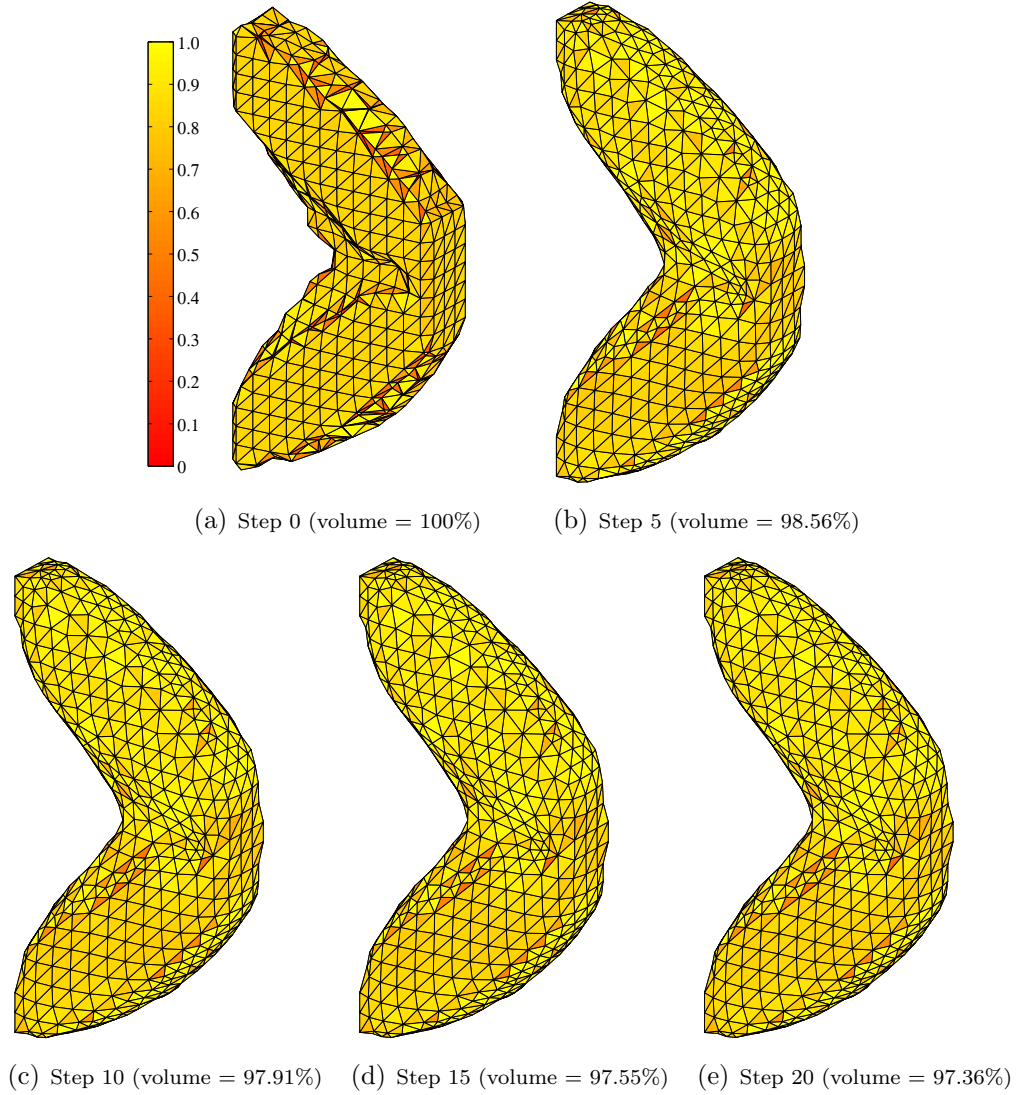 1.0
0.9
0.8
0.7
0.6
0.5
0.4
0.3
0.2
0.1
0
(a) Step 0 (volume = 100%)
(b) Step 5 (volume = 98.56%)
(c) Step 10 (volume = 97.91%)
(d) Step 15 (volume = 97.55%)
(e) Step 20 (volume = 97.36%)